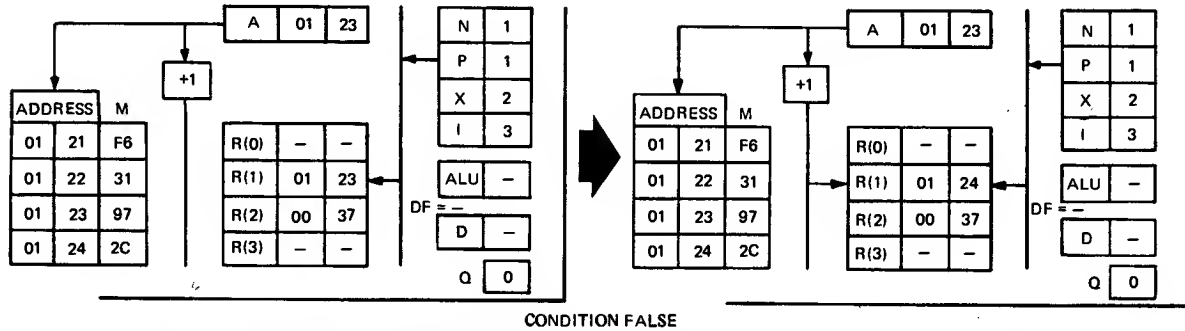 A 01 23
+1
ADDRESS M
01 21 F6
01 22 31
01 23 97
01 24 2C
R(0) – –
R(1) 01 23
R(2) 00 37
R(3) – –
N 1
P 1
X 2
I 3
ALU –
DF = –
D –
Q 0
A 01 23
+1
ADDRESS M
01 21 F6
01 22 31
01 23 97
01 24 2C
R(0) – –
R(1) 01 24
R(2) 00 37
R(3) – –
N 1
P 1
X 2
I 3
ALU –
DF = –
D –
Q 0
CONDITION FALSE